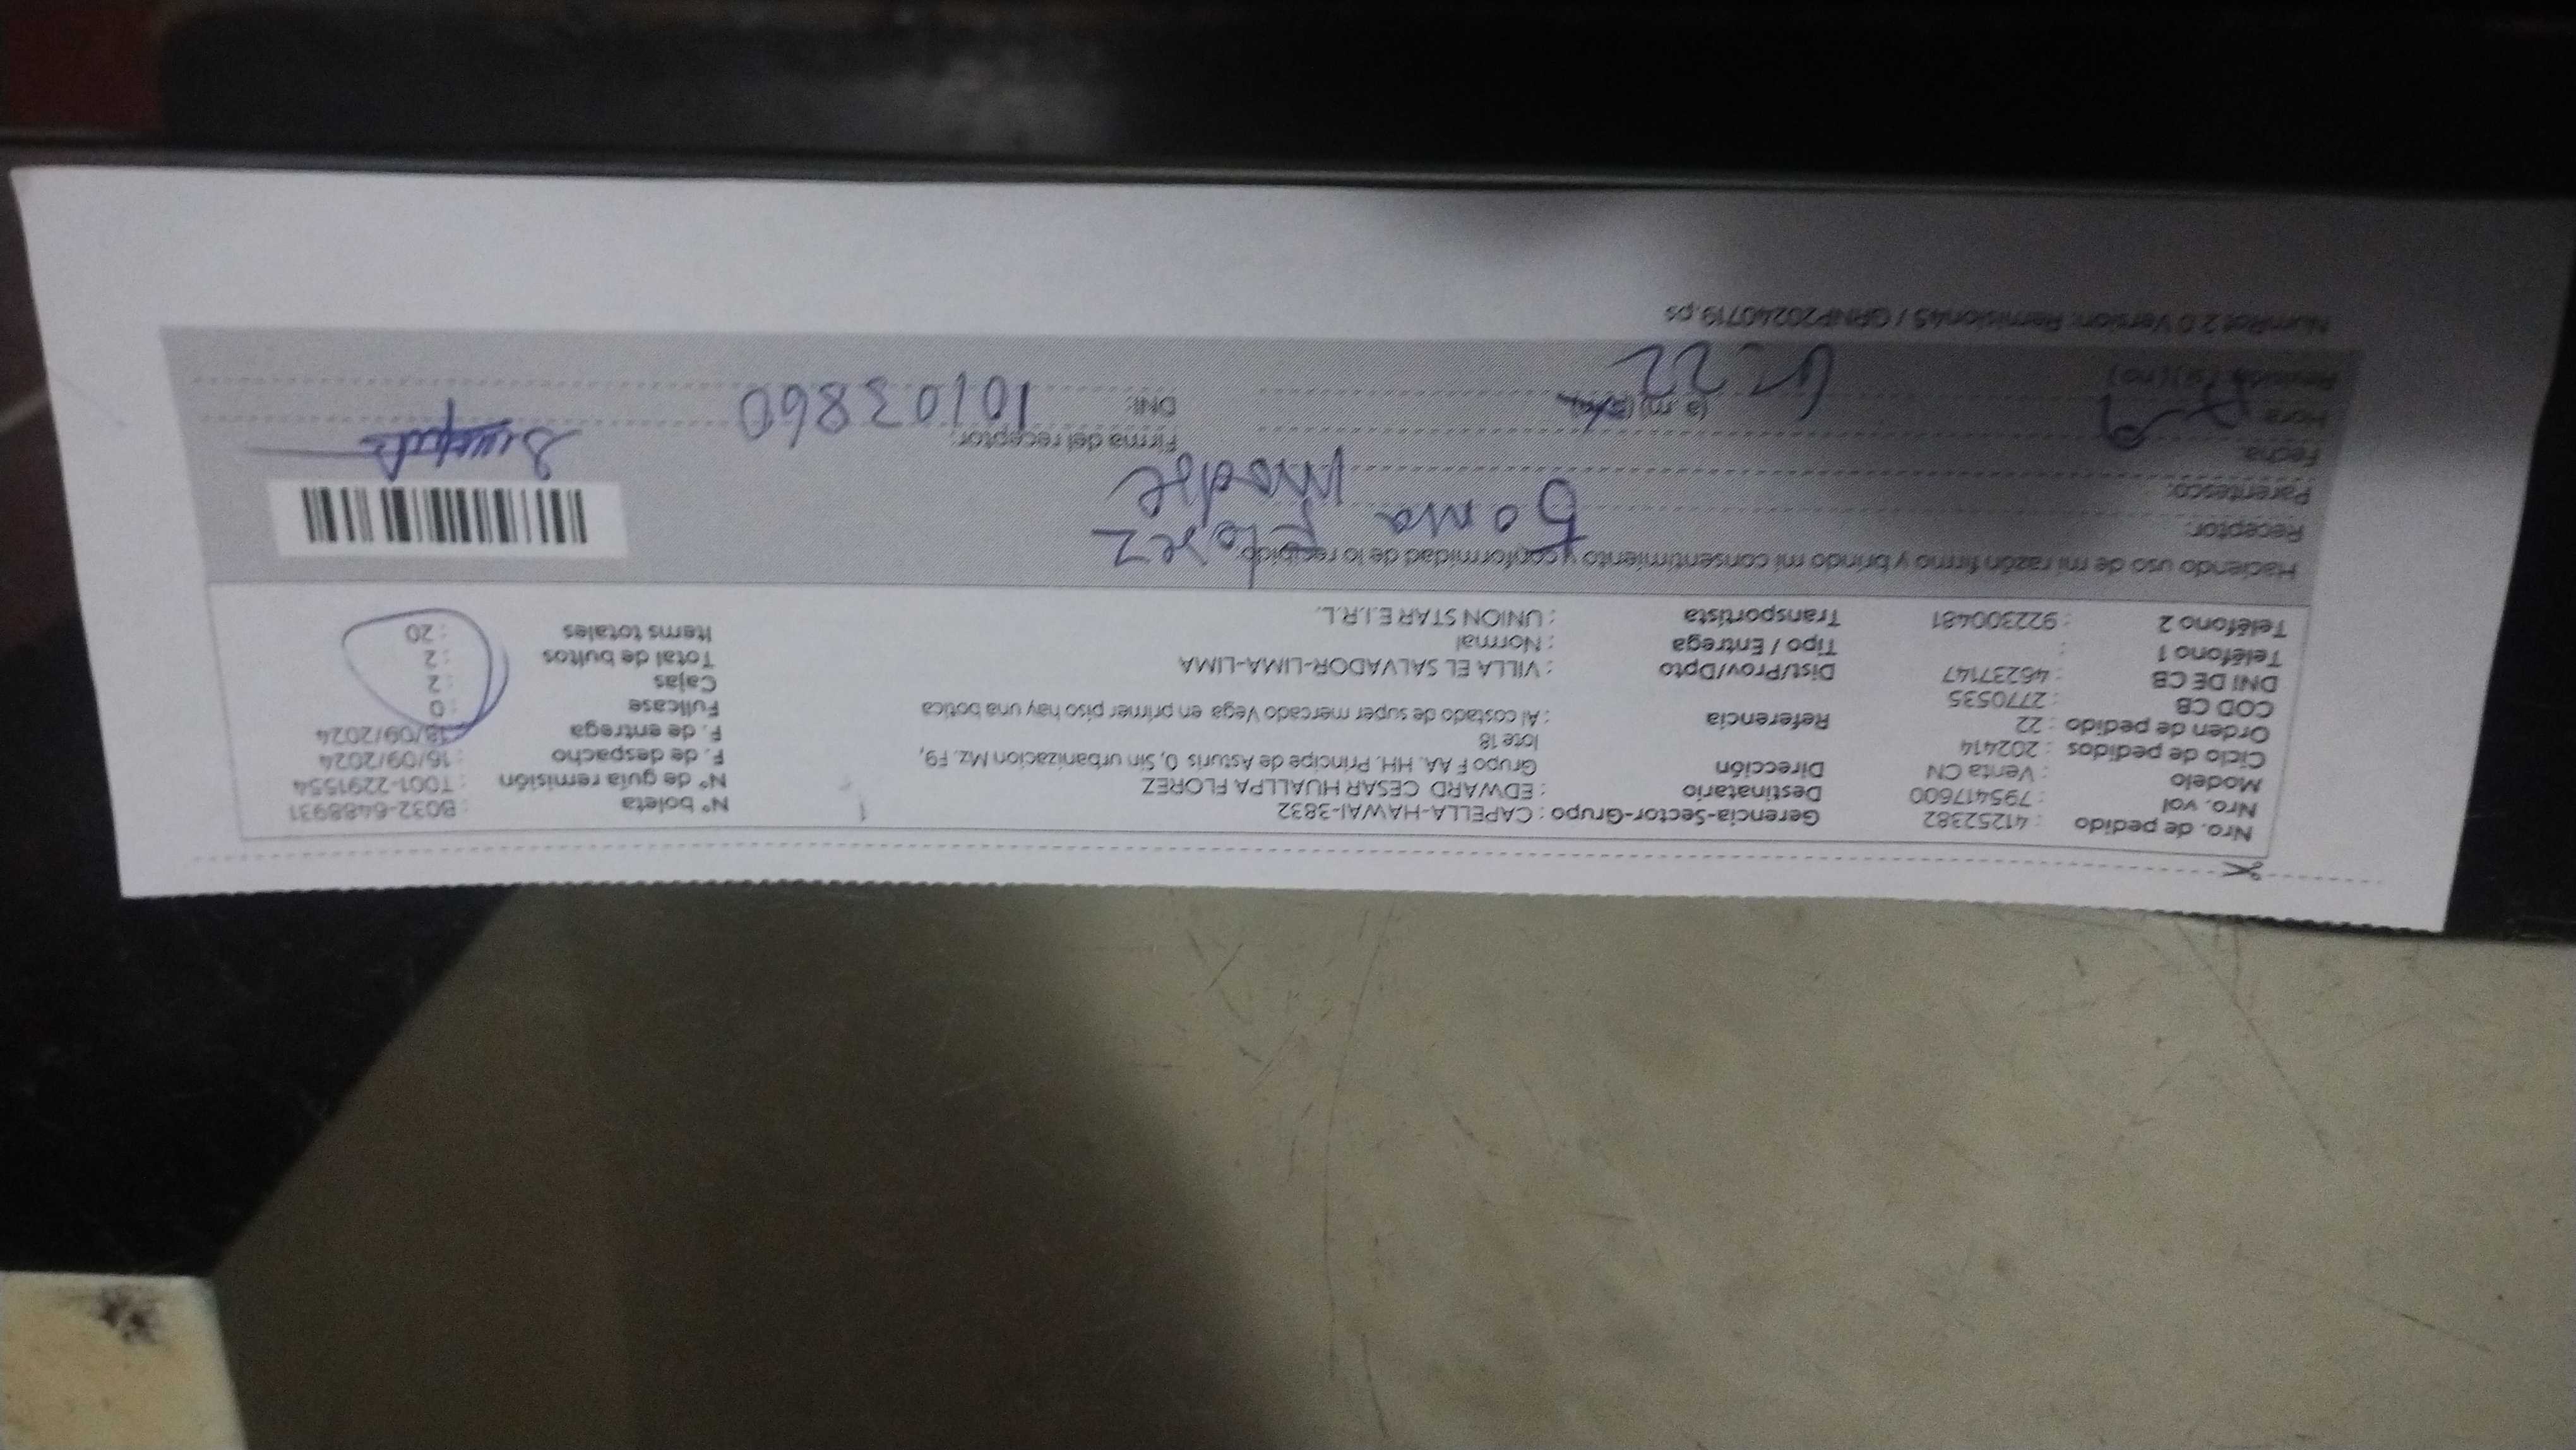 Nro. de pedido : 41252382 Gerencia-Sector-Grupo : CAPELLA-HAWAI-3832 N° boleta : B032-6488931
Nro. vol : 795417600 Destinatario : EDWARD CESAR HUALLPA FLOREZ N° de guía remisión : T001-2291554
Modelo : Venta CN Dirección Grupo F AA. HH. Principe de Asturis 0, Sin urbanizacion Mz. F9, F. de despacho : 16/09/2024
Ciclo de pedidos : 202414 lote 18 F. de entrega : 18/09/2024
Orden de pedido : 22 Referencia : Al costado de super mercado Vega en primer piso hay una botica Fullcase : 0
COD CB : 2770535 Cajas : 2
DNI DE CB : 46237147 Dist/Prov/Dpto : VILLA EL SALVADOR-LIMA-LIMA Total de bultos : 2
Teléfono 1 : Tipo / Entrega : Normal Items totales : 20
Teléfono 2 : 922300481 Transportista : UNION STAR E.I.R.L.
Haciendo uso de mi razón firmo y brindo mi consentimiento y conformidad de lo recibido.
Receptor: Florez
Parentesco: Madre
Fecha:
Hora (a.m) (p.m) Firma del receptor:
Recibido (si) (no) DNI: 10103860
NumRot 2.0 Version: Remision45 / GRNP20240719.ps